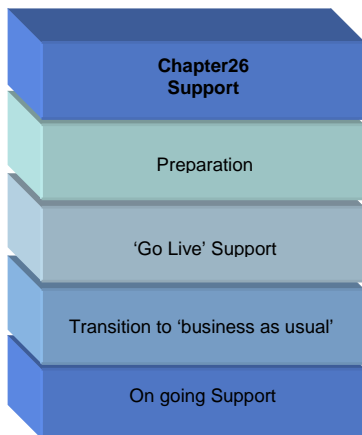 Chapter26
Support
Preparation
‘Go Live’ Support
Transition to ‘business as usual’
On going Support